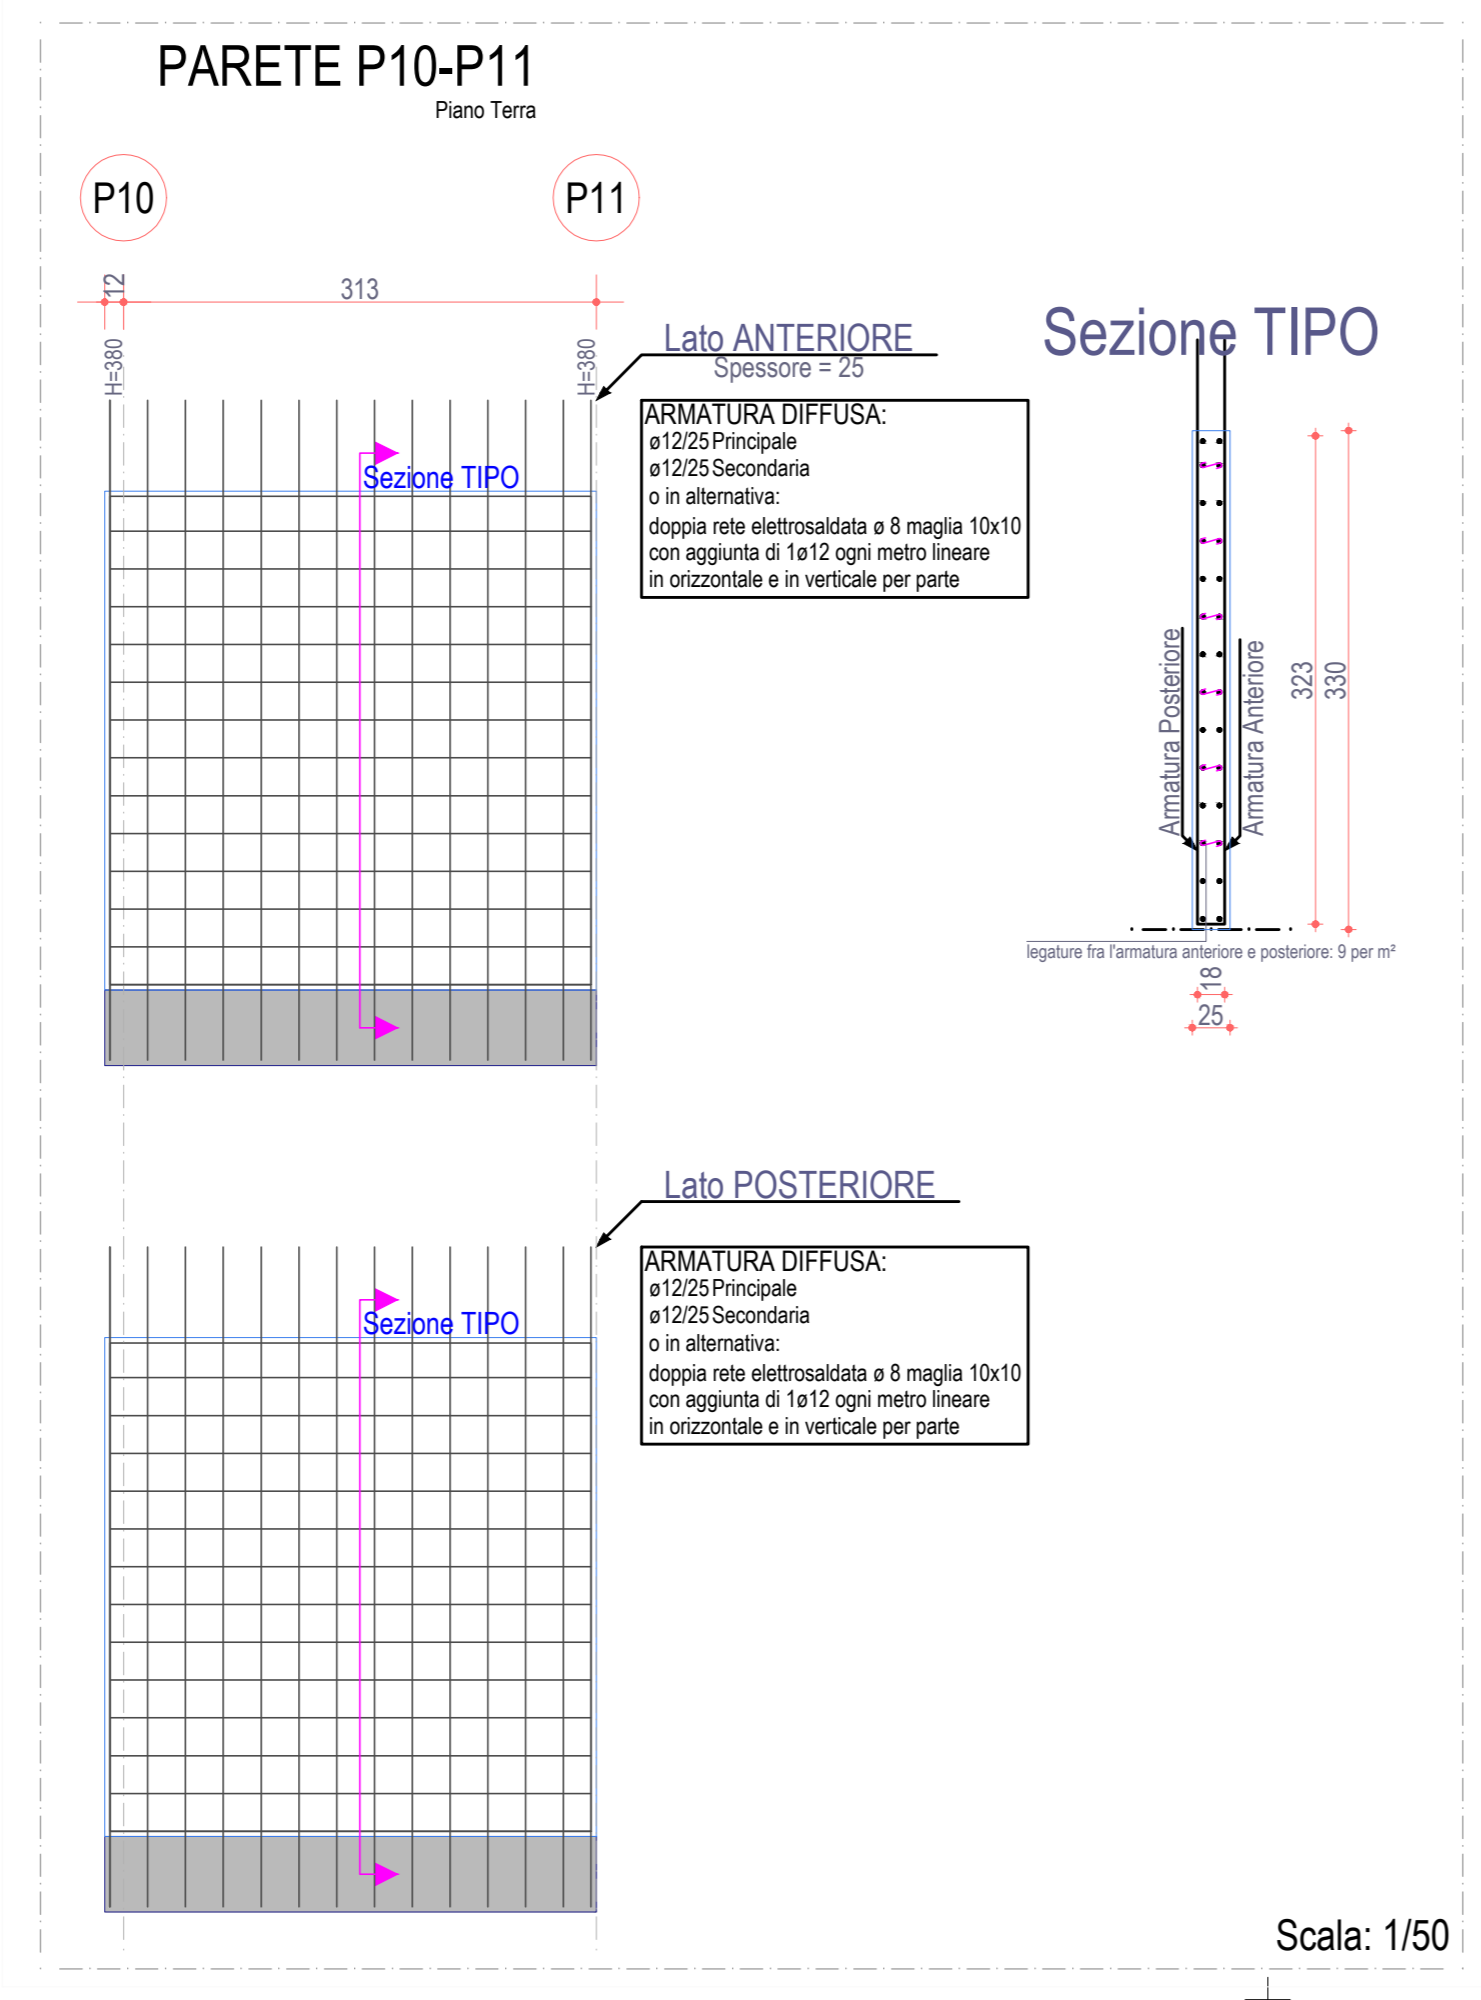 PARETE P10-P11
Piano Terra
P10
P11
12
313
H=380
H=380
Lato ANTERIORE
Spessore = 25
ARMATURA DIFFUSA:
ø12/25 Principale
ø12/25 Secondaria
o in alternativa:
doppia rete elettrosaldata ø 8 maglia 10x10
con aggiunta di 1ø12 ogni metro lineare
in orizzontale e in verticale per parte
Sezione TIPO
Sezione TIPO
Armatura Posteriore
Armatura Anteriore
323
330
legature fra l'armatura anteriore e posteriore: 9 per m²
18
25
Lato POSTERIORE
ARMATURA DIFFUSA:
ø12/25 Principale
ø12/25 Secondaria
o in alternativa:
doppia rete elettrosaldata ø 8 maglia 10x10
con aggiunta di 1ø12 ogni metro lineare
in orizzontale e in verticale per parte
Sezione TIPO
Scala: 1/50